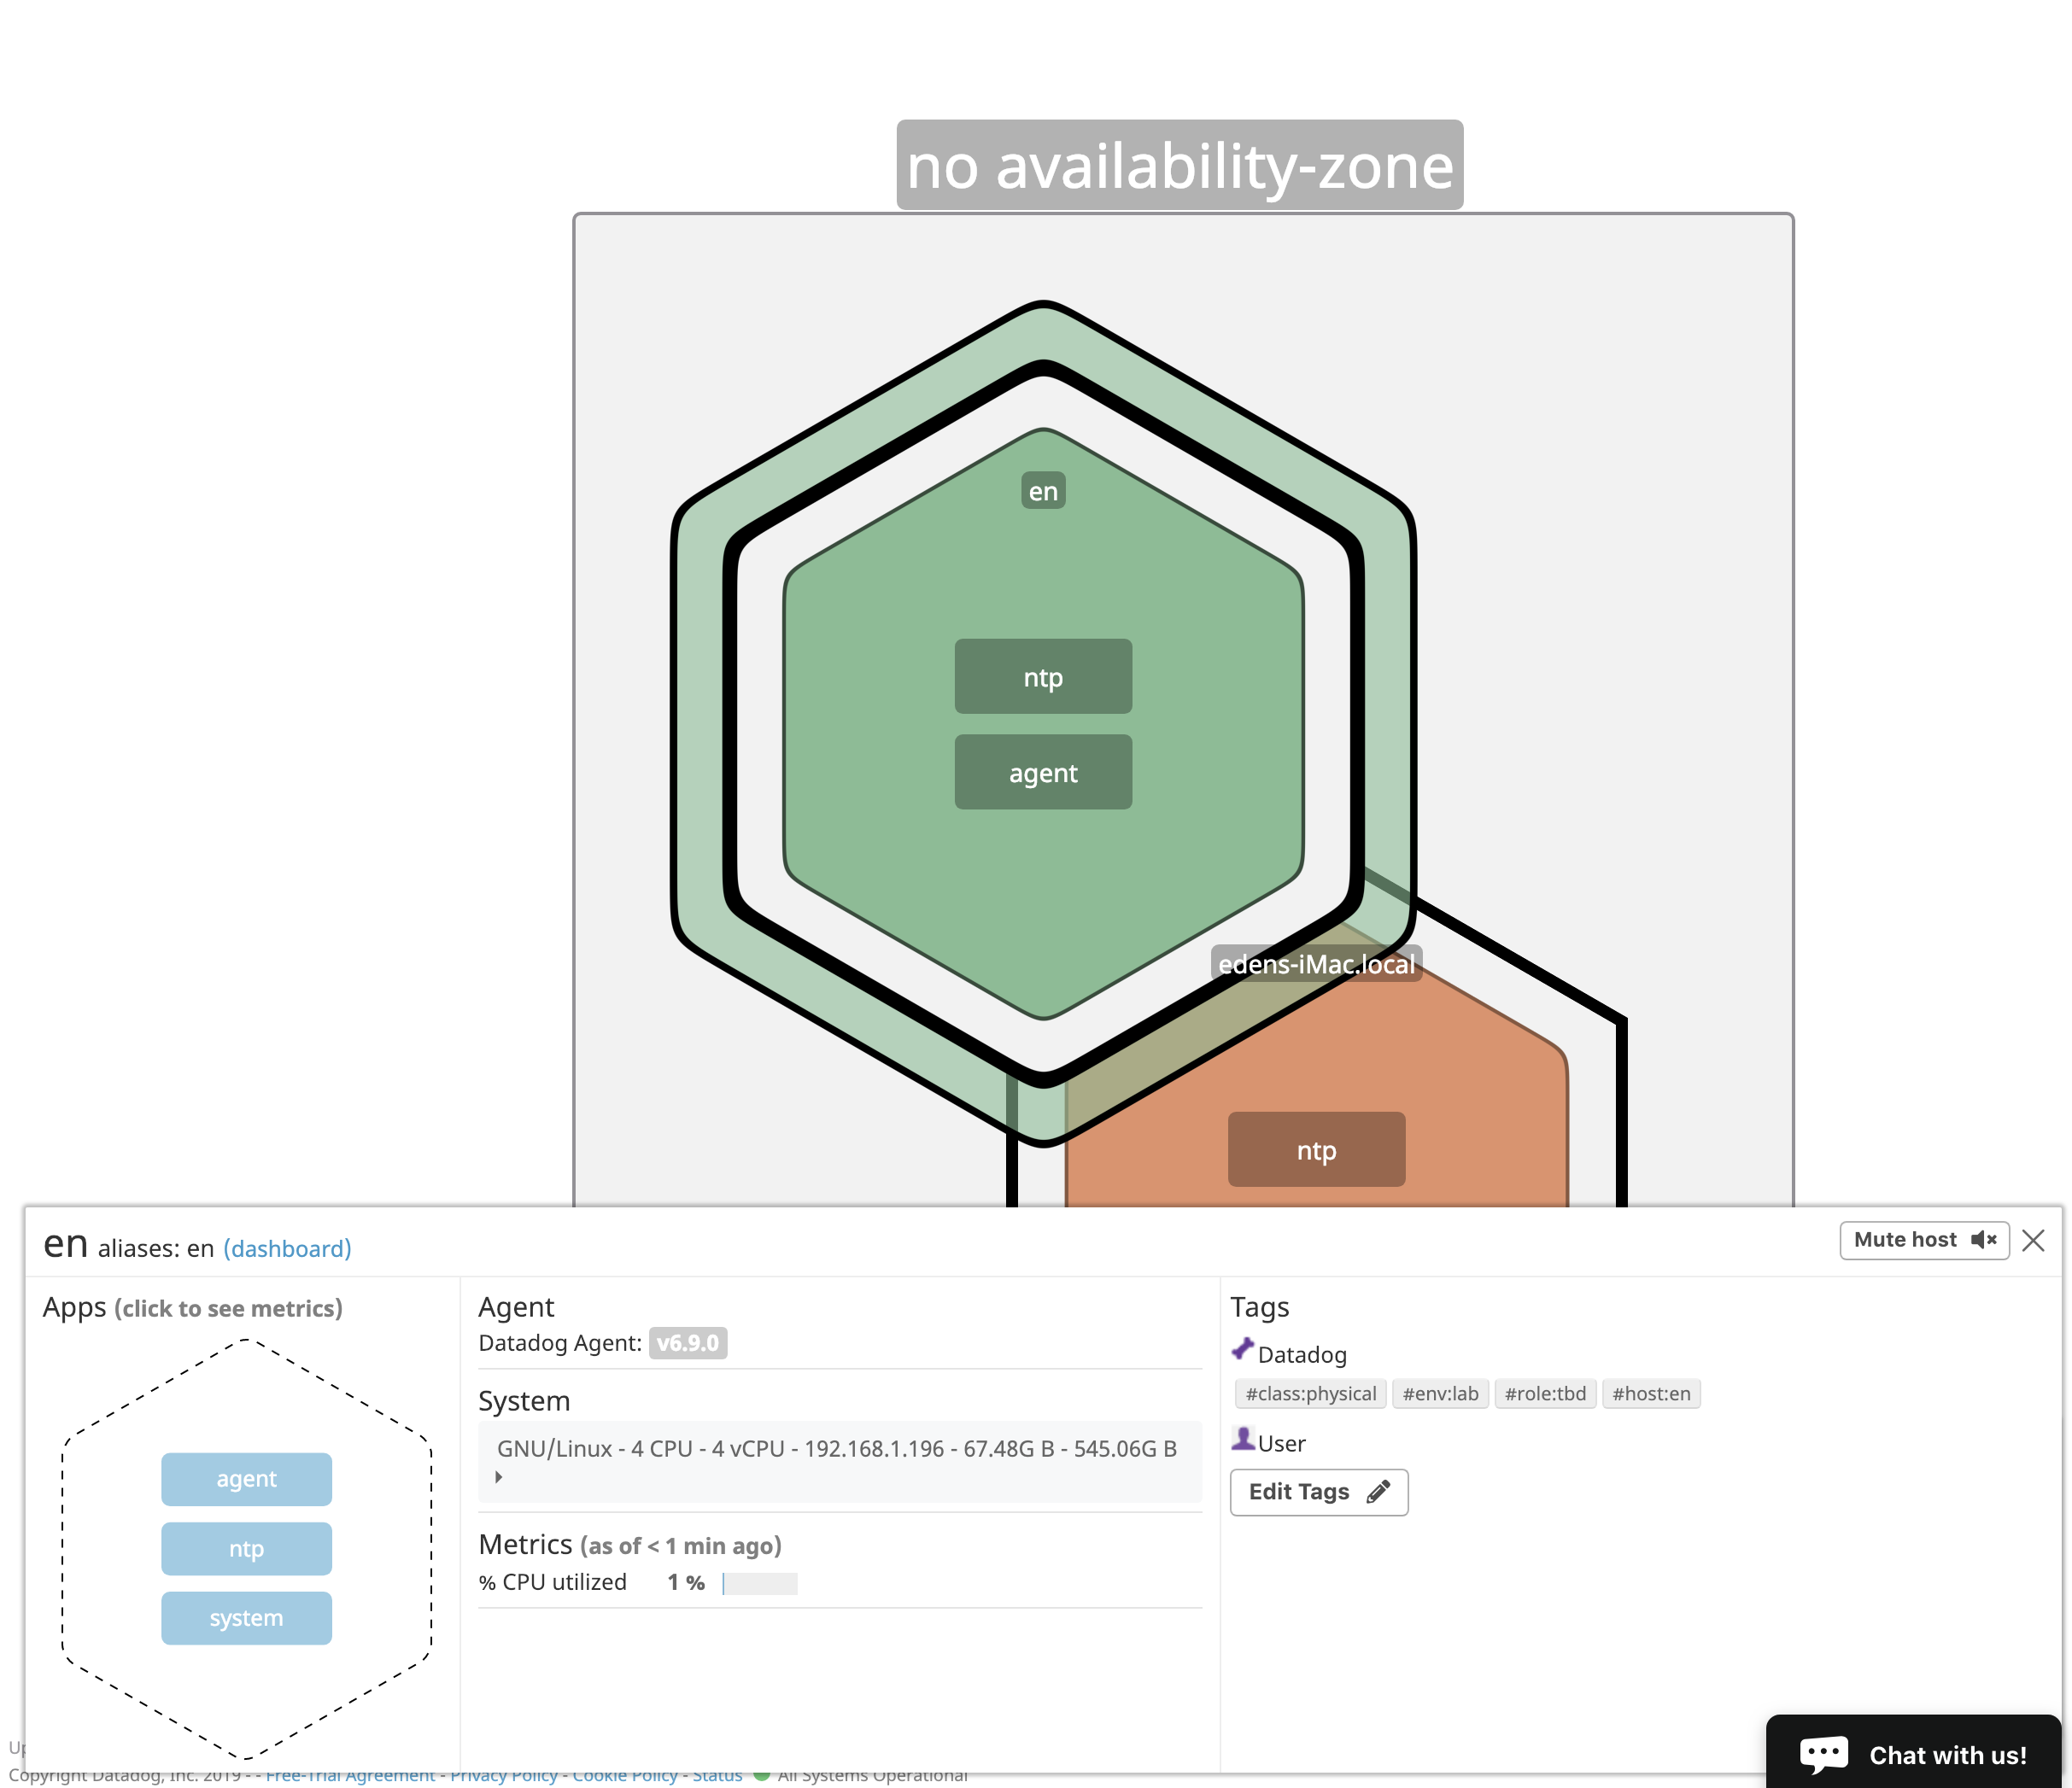 no availability-zone
en
ntp
agent
edens-iMac.local
ntp
en aliases: en (dashboard)
Mute host
Apps (click to see metrics)
agent
ntp
system
Agent
Datadog Agent: v6.9.0
System
GNU/Linux - 4 CPU - 4 vCPU - 192.168.1.196 - 67.48G B - 545.06G B
Metrics (as of < 1 min ago)
% CPU utilized 1 %
Tags
Datadog
#class:physical #env:lab #role:tbd #host:en
User
Edit Tags
Chat with us!
Copyright Datadog, Inc. 2019 - - Free-Trial Agreement - Privacy Policy - Cookie Policy - Status All Systems Operational